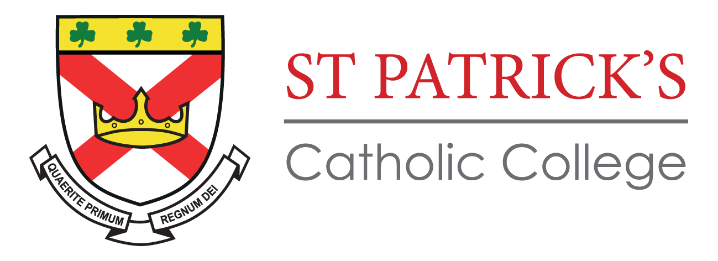 ST PATRICK'S
Catholic College
QUAERITE PRIMUM REGNUM DEI